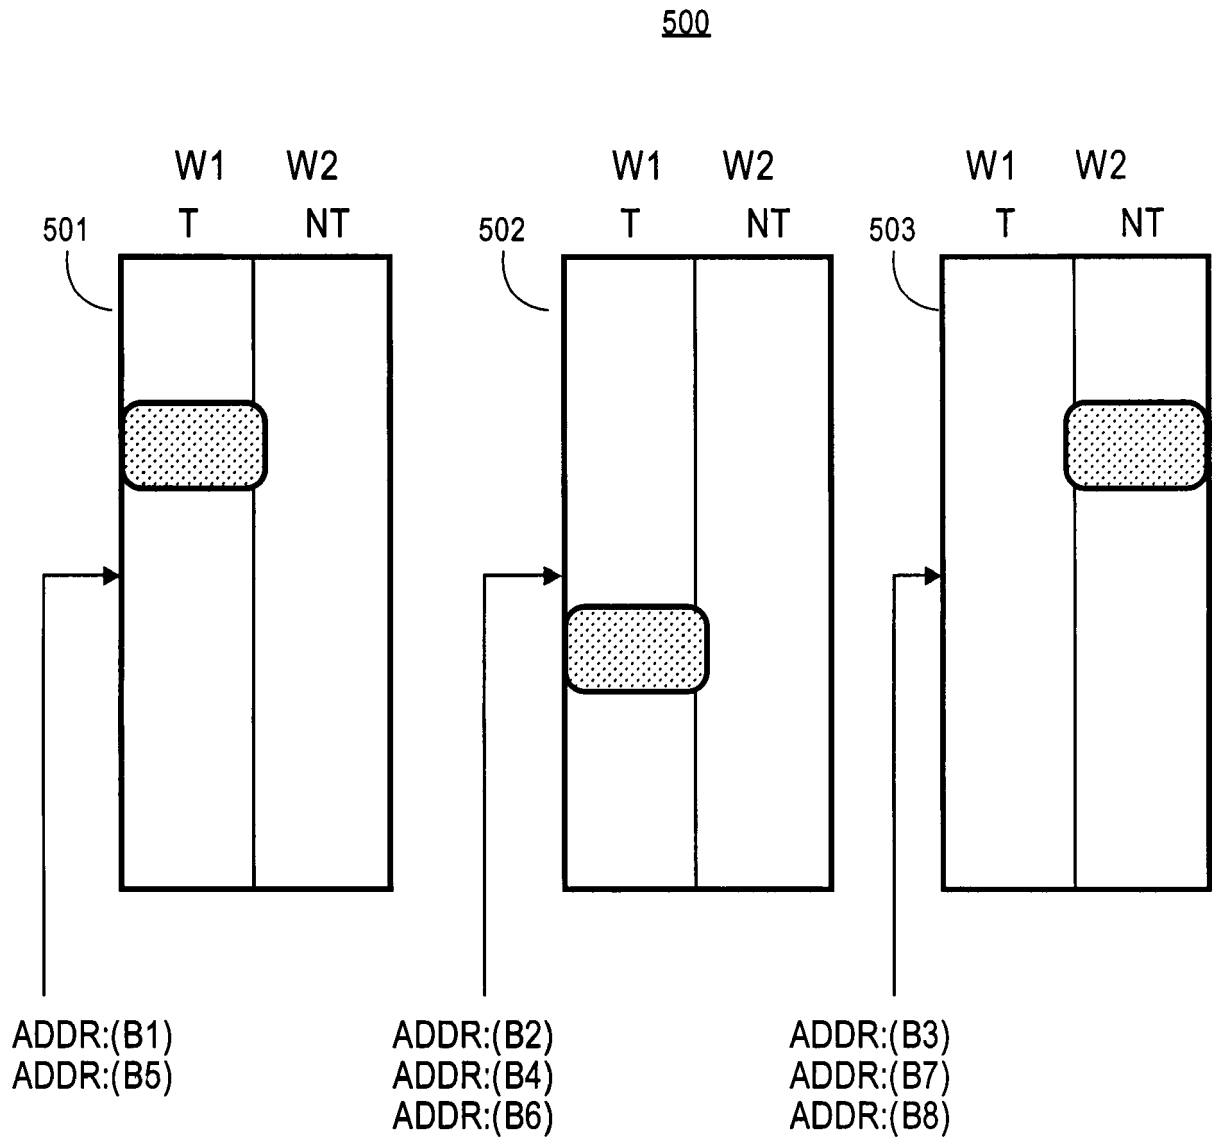 500
W1 W2 W1 W2 W1 W2
T NT T NT T NT
501 502 503
ADDR:(B1) ADDR:(B2) ADDR:(B3)
ADDR:(B5) ADDR:(B4) ADDR:(B7)
ADDR:(B6) ADDR:(B8)